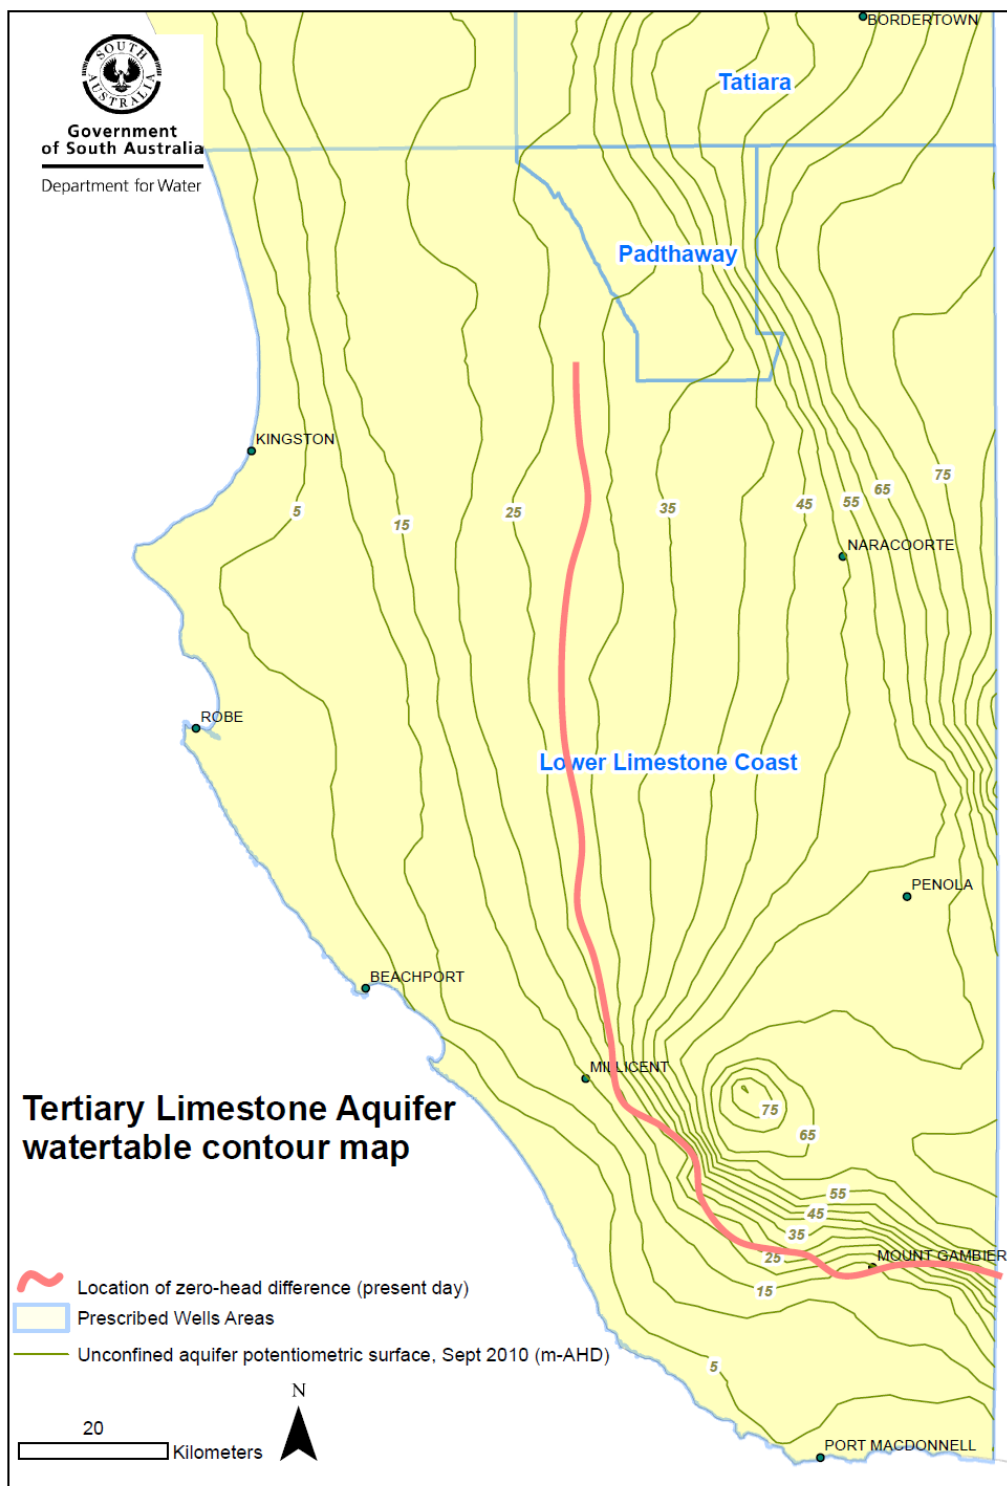 BORDERTOWN
SOUTH
AUSTRALIA
Government
of South Australia
Department for Water
Tatiara
Padthaway
KINGSTON
75
65
55
45
35
25
15
5
NARACOORTE
ROBE
Lower Limestone Coast
PENOLA
BEACHPORT
MILLICENT
75
65
Tertiary Limestone Aquifer
watertable contour map
55
45
35
25
15
5
MOUNT GAMBIER
Location of zero-head difference (present day)
Prescribed Wells Areas
Unconfined aquifer potentiometric surface, Sept 2010 (m-AHD)
N
20
Kilometers
PORT MACDONNELL